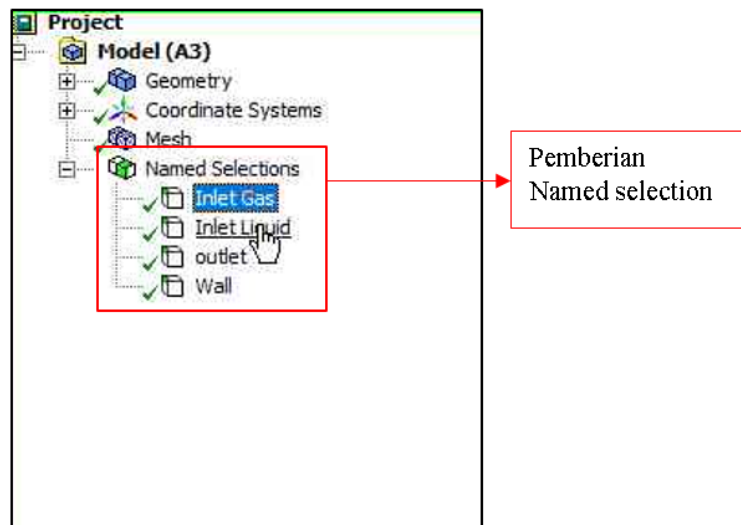 Project
Model (A3)
Geometry
Coordinate Systems
Mesh
Named Selections
Inlet Gas
Inlet Liquid
outlet
Wall
Pemberian
Named selection